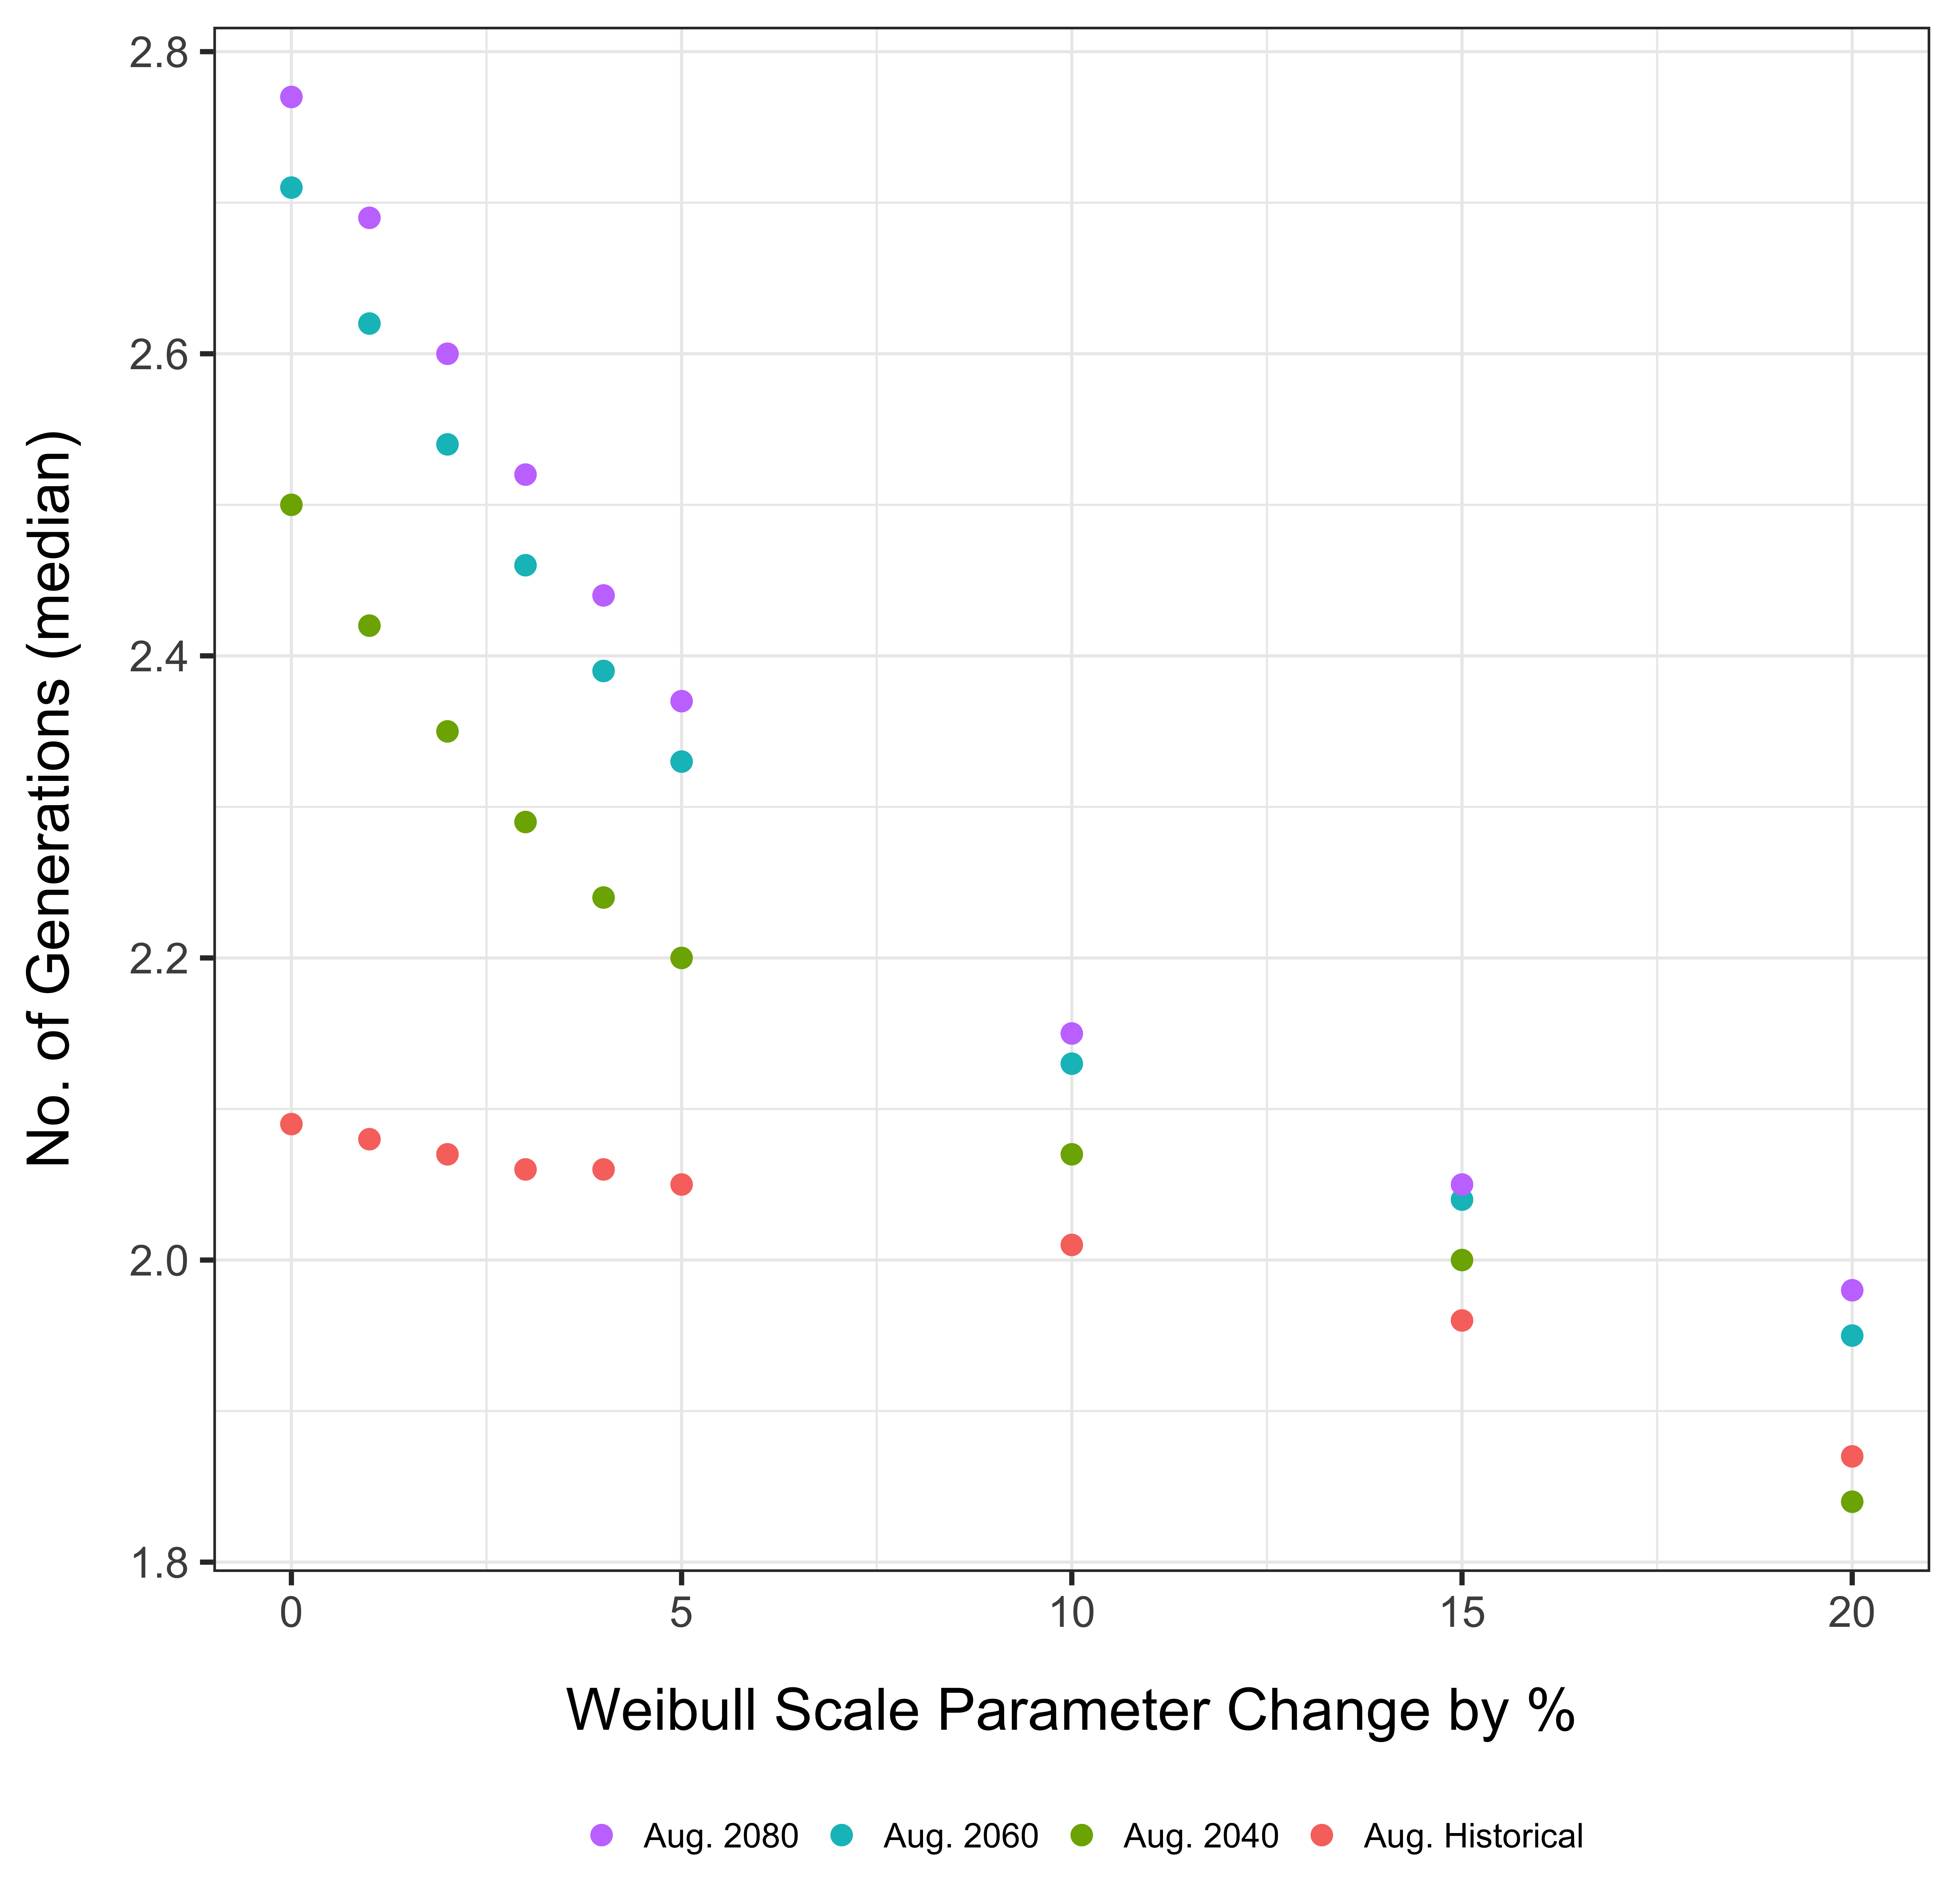 2.8
2.6
2.4
2.2
2.0
1.8
No. of Generations (median)
0 5 10 15 20
Weibull Scale Parameter Change by %
Aug. 2080 Aug. 2060 Aug. 2040 Aug. Historical